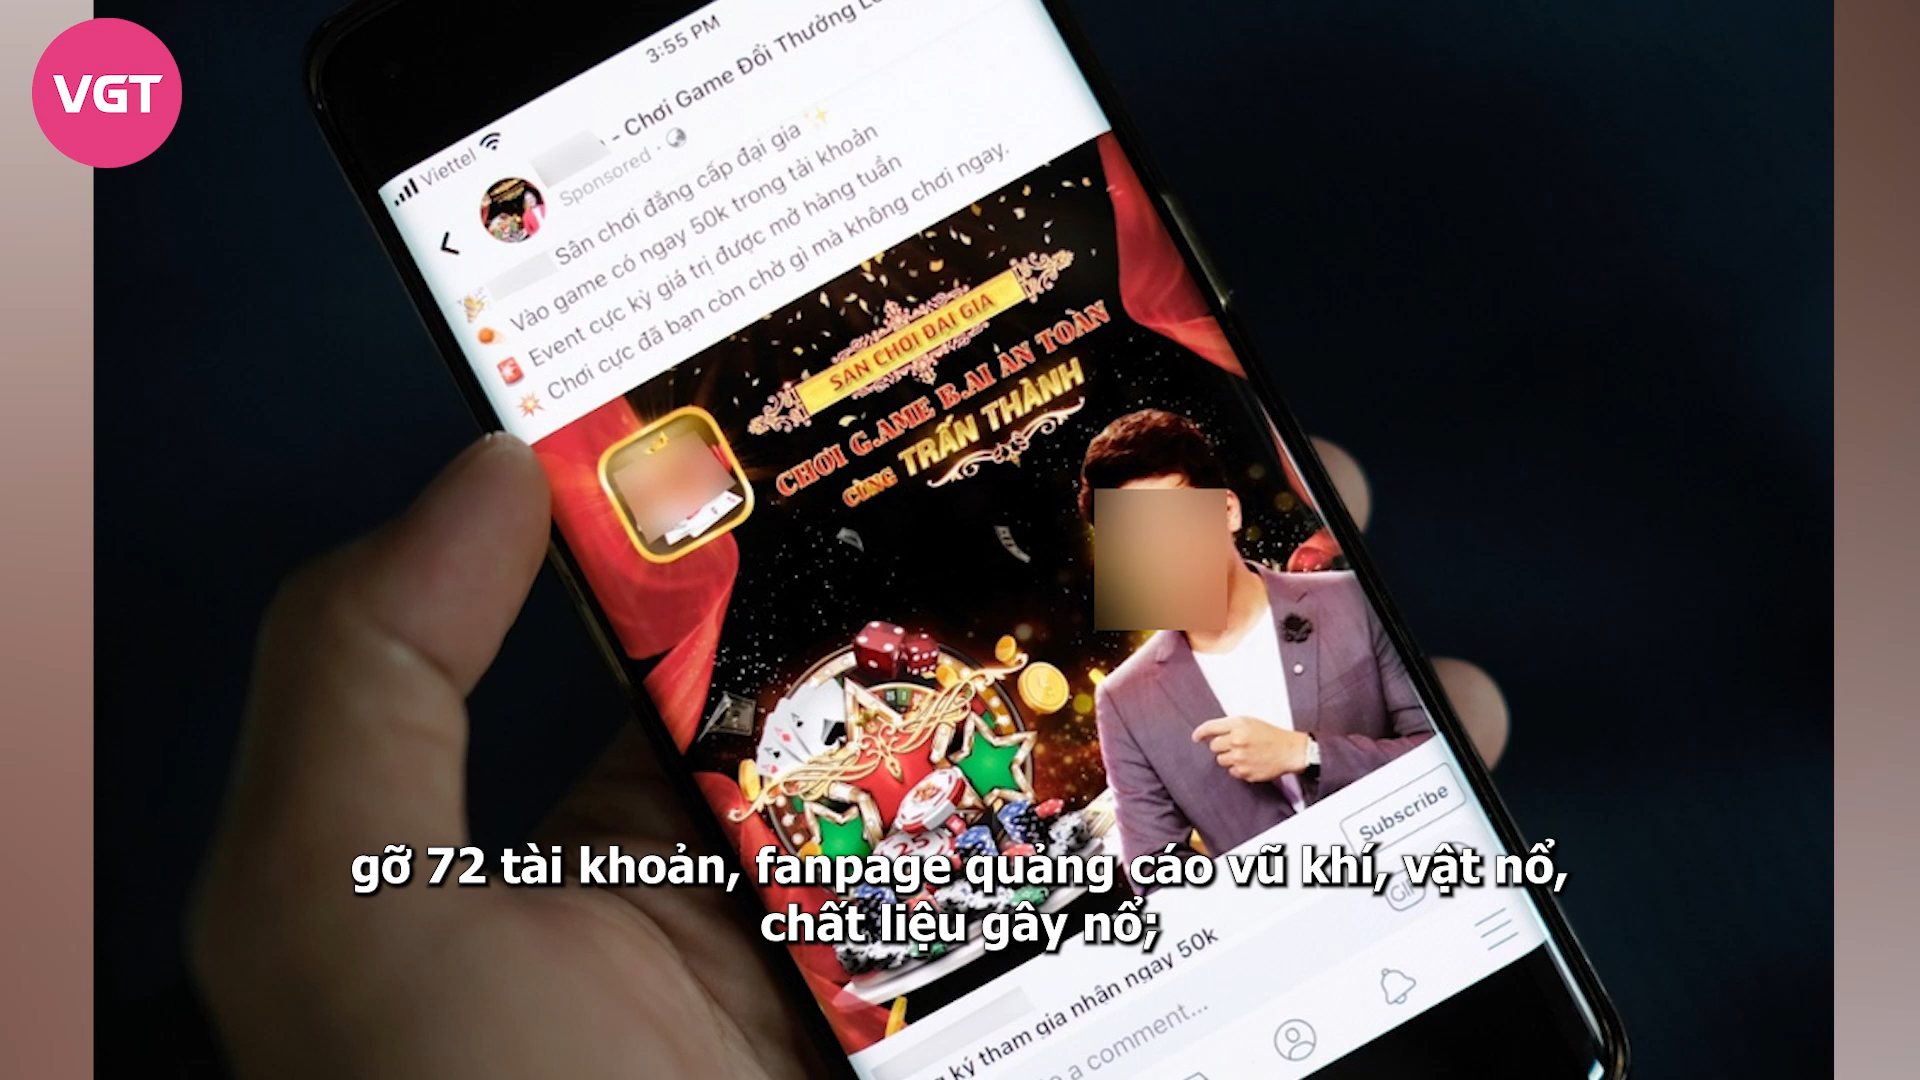 VGT
3:55 PM
Viettel
- Chơi Game Đổi Thưởng
Sponsored ·
Sân chơi đẳng cấp đại gia ✨
Vào game có ngay 50k trong tài khoản
Event cực kỳ giá trị được mở hàng tuần
Chơi cực đã bạn còn chờ gì mà không chơi ngay.
SÂN CHƠI ĐẠI GIA
CHƠI G.AME B.AI AN TOÀN
CÙNG TRẤN THÀNH
25
Subscribe
gỡ 72 tài khoản, fanpage quảng cáo vũ khí, vật nổ,
chất liệu gây nổ;
GIF
ký tham gia nhận ngay 50k
a comment...